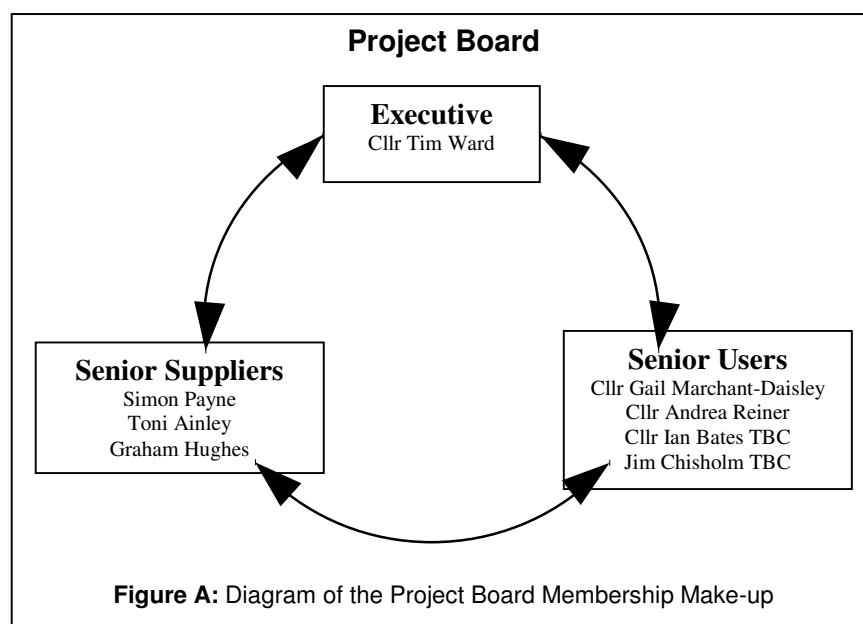 Project Board
Executive
Cllr Tim Ward
Senior Suppliers
Simon Payne
Toni Ainley
Graham Hughes
Senior Users
Cllr Gail Marchant-Daisley
Cllr Andrea Reiner
Cllr Ian Bates TBC
Jim Chisholm TBC
Figure A: Diagram of the Project Board Membership Make-up